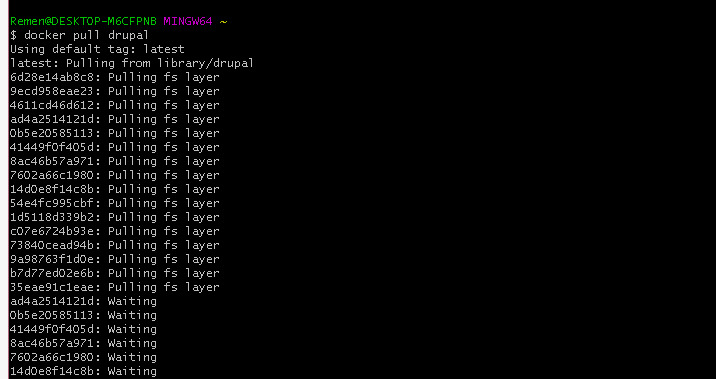 Remen@DESKTOP-M6CFPNB MINGW64 ~
$ docker pull drupal
Using default tag: latest
latest: Pulling from library/drupal
6d28e14ab8c8: Pulling fs layer
9ecd958eae23: Pulling fs layer
4611cd46d612: Pulling fs layer
ad4a2514121d: Pulling fs layer
0b5e20585113: Pulling fs layer
41449f0f405d: Pulling fs layer
8ac46b57a971: Pulling fs layer
7602a66c1980: Pulling fs layer
14d0e8f14c8b: Pulling fs layer
54e4fc995cbf: Pulling fs layer
1d5118d339b2: Pulling fs layer
c07e6724b93e: Pulling fs layer
73840cead94b: Pulling fs layer
9a98763f1d0e: Pulling fs layer
b7d77ed02e6b: Pulling fs layer
35eae91c1eae: Pulling fs layer
ad4a2514121d: Waiting
0b5e20585113: Waiting
41449f0f405d: Waiting
8ac46b57a971: Waiting
7602a66c1980: Waiting
14d0e8f14c8b: Waiting